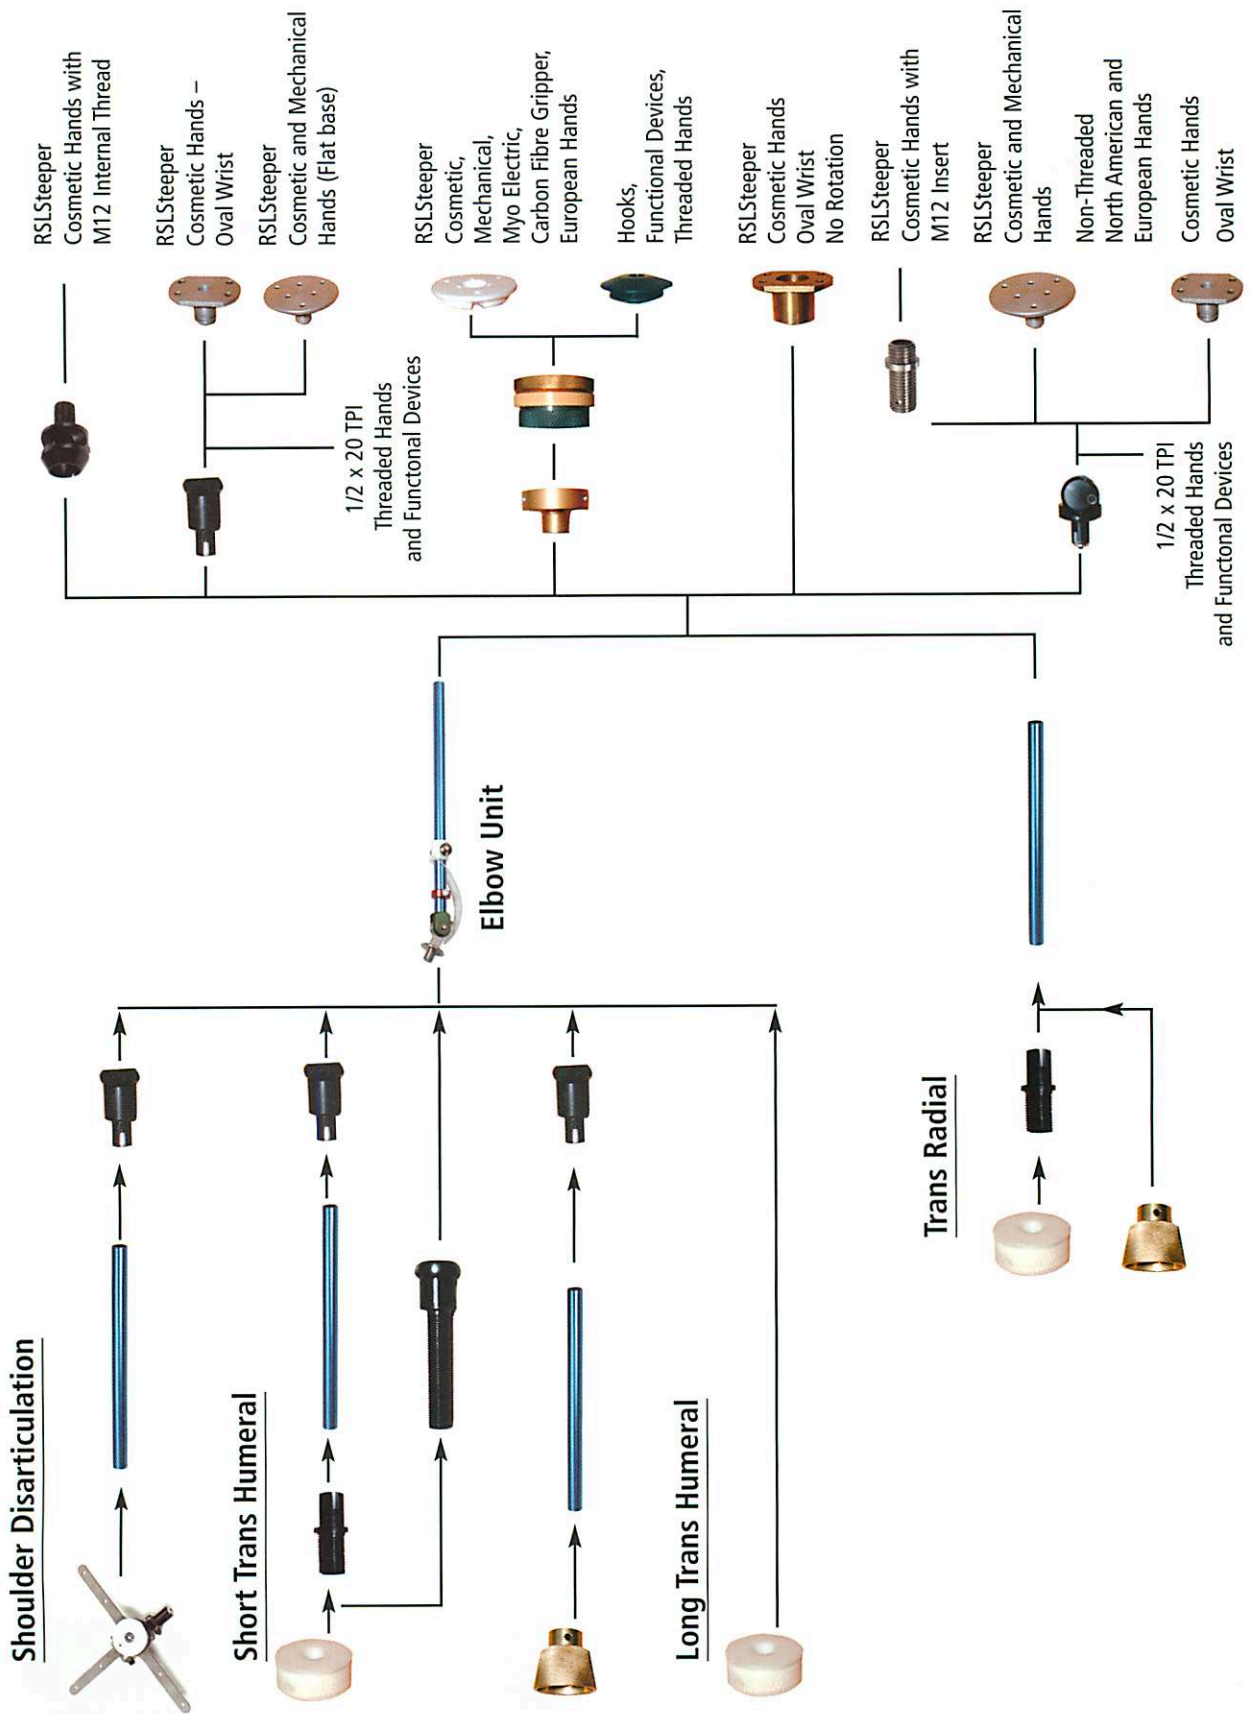 Shoulder Disarticulation
Short Trans Humeral
Long Trans Humeral
Trans Radial
Elbow Unit
RSLSteeper
Cosmetic Hands with
M12 Internal Thread
RSLSteeper
Cosmetic Hands –
Oval Wrist
RSLSteeper
Cosmetic and Mechanical
Hands (Flat base)
1/2 x 20 TPI
Threaded Hands
and Functonal Devices
RSLSteeper
Cosmetic,
Mechanical,
Myo Electric,
Carbon Fibre Gripper,
European Hands
Hooks,
Functional Devices,
Threaded Hands
RSLSteeper
Cosmetic Hands
Oval Wrist
No Rotation
RSLSteeper
Cosmetic Hands with
M12 Insert
RSLSteeper
Cosmetic and Mechanical
Hands
Non-Threaded
North American and
European Hands
Cosmetic Hands
Oval Wrist
1/2 x 20 TPI
Threaded Hands
and Functonal Devices